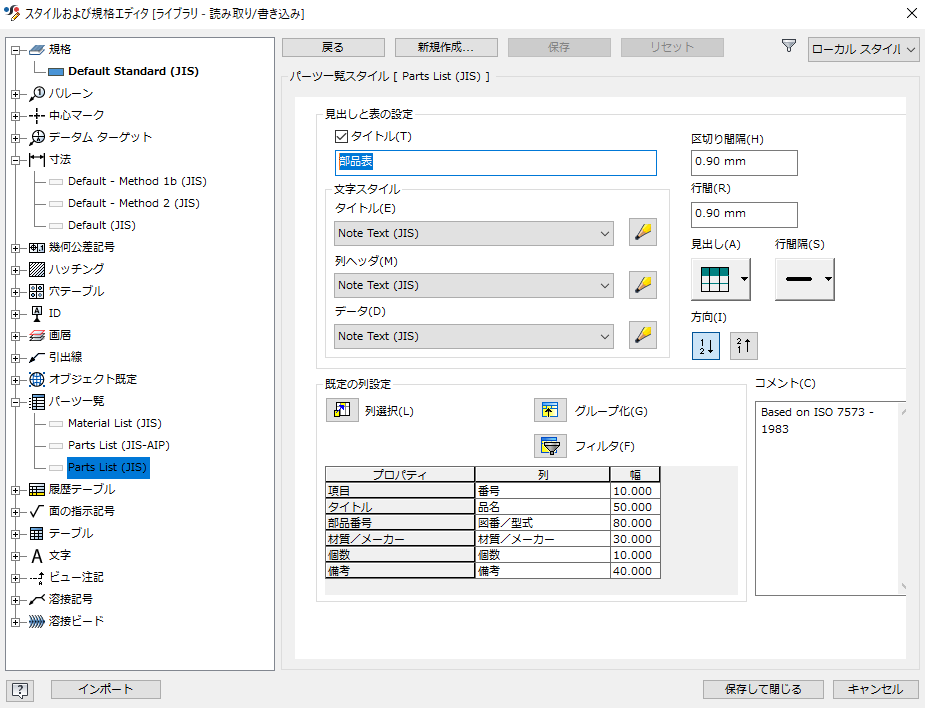 スタイルおよび規格エディタ [ライブラリ - 読み取り/書き込み]
戻る
新規作成...
保存
リセット
ローカル スタイル
規格
Default Standard (JIS)
バルーン
中心マーク
データム ターゲット
寸法
Default - Method 1b (JIS)
Default - Method 2 (JIS)
Default (JIS)
幾何公差記号
ハッチング
穴テーブル
ID
画層
引出線
オブジェクト既定
パーツ一覧
Material List (JIS)
Parts List (JIS-AIP)
Parts List (JIS)
履歴テーブル
面の指示記号
テーブル
A 文字
ビュー注記
溶接記号
溶接ビード
パーツ一覧スタイル [ Parts List (JIS) ]
見出しと表の設定
タイトル(T)
部品表
文字スタイル
タイトル(E)
Note Text (JIS)
列ヘッダ(M)
Note Text (JIS)
データ(D)
Note Text (JIS)
区切り間隔(H)
0.90 mm
行間(R)
0.90 mm
見出し(A)
行間隔(S)
方向(I)
1 2
2 1
既定の列設定
列選択(L)
グループ化(G)
フィルタ(F)
プロパティ 列 幅
項目 番号 10.000
タイトル 品名 50.000
部品番号 図番/型式 80.000
材質/メーカー 材質/メーカー 30.000
個数 個数 10.000
備考 備考 40.000
コメント(C)
Based on ISO 7573 -
1983
?
インポート
保存して閉じる
キャンセル